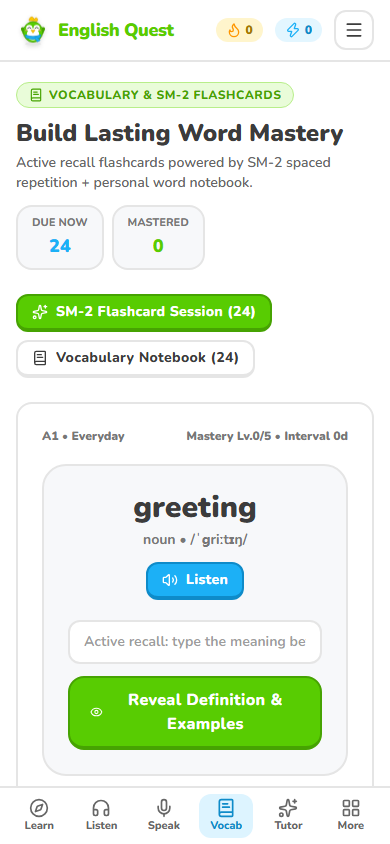 English Quest
0
0
VOCABULARY & SM-2 FLASHCARDS
Build Lasting Word Mastery
Active recall flashcards powered by SM-2 spaced
repetition + personal word notebook.
DUE NOW
24
MASTERED
0
SM-2 Flashcard Session (24)
Vocabulary Notebook (24)
A1 • Everyday
Mastery Lv.0/5 • Interval 0d
greeting
noun • /ˈɡriːtɪŋ/
Listen
Active recall: type the meaning be
Reveal Definition &
Examples
Learn
Listen
Speak
Vocab
Tutor
More